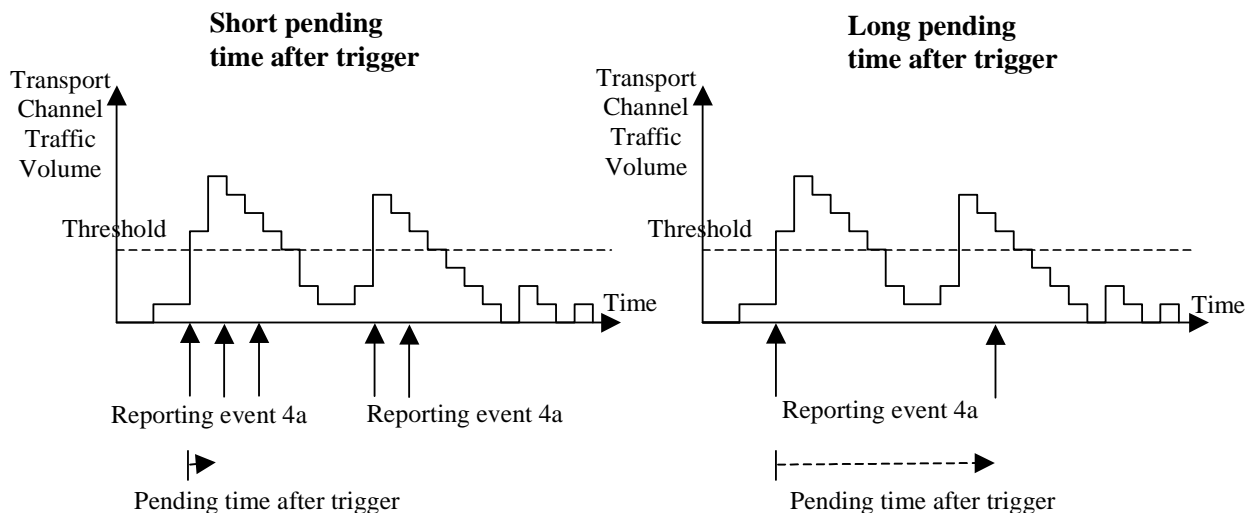 Short pending
time after trigger
Transport
Channel
Traffic
Volume
Threshold
Time
Reporting event 4a
Reporting event 4a
Pending time after trigger
Long pending
time after trigger
Transport
Channel
Traffic
Volume
Threshold
Time
Reporting event 4a
Pending time after trigger